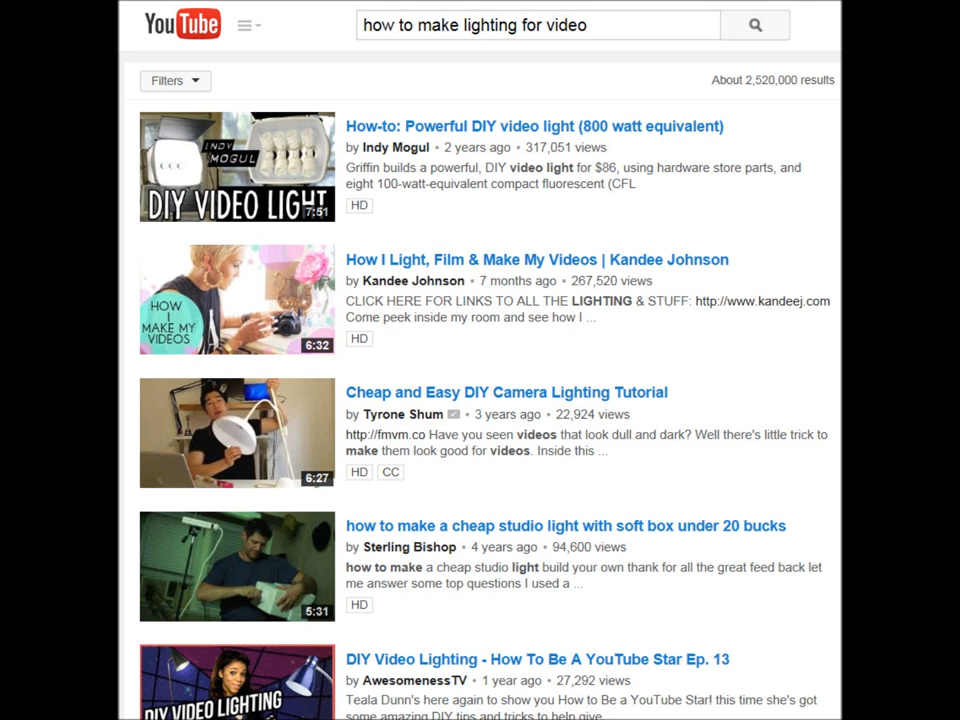 YouTube
how to make lighting for video
Filters
About 2,520,000 results
INDY
MOGUL
DIY VIDEO LIGHT
7:51
How-to: Powerful DIY video light (800 watt equivalent)
by Indy Mogul • 2 years ago • 317,051 views
Griffin builds a powerful, DIY video light for $86, using hardware store parts, and
eight 100-watt-equivalent compact fluorescent (CFL
HD
HOW
I
MAKE MY
VIDEOS
6:32
How I Light, Film & Make My Videos | Kandee Johnson
by Kandee Johnson • 7 months ago • 267,520 views
CLICK HERE FOR LINKS TO ALL THE LIGHTING & STUFF: http://www.kandeej.com
Come peek inside my room and see how I ...
HD
6:27
Cheap and Easy DIY Camera Lighting Tutorial
by Tyrone Shum • 3 years ago • 22,924 views
http://fmvm.co Have you seen videos that look dull and dark? Well there's little trick to
make them look good for videos. Inside this ...
HD CC
5:31
how to make a cheap studio light with soft box under 20 bucks
by Sterling Bishop • 4 years ago • 94,600 views
how to make a cheap studio light build your own thank for all the great feed back let
me answer some top questions I used a ...
HD
DIY VIDEO LIGHTING
DIY Video Lighting - How To Be A YouTube Star Ep. 13
by AwesomenessTV • 1 year ago • 27,292 views
Teala Dunn's here again to show you How to Be a YouTube Star! this time she's got
some amazing DIY tips and tricks to help give